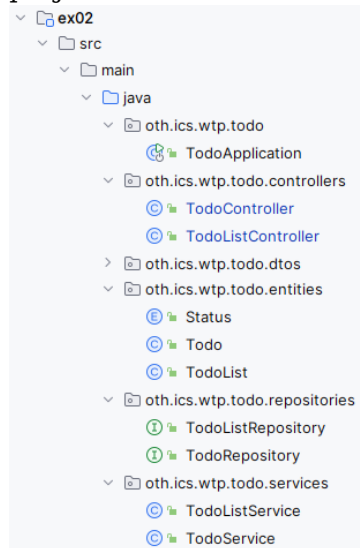 ex02
src
main
java
oth.ics.wtp.todo
TodoApplication
oth.ics.wtp.todo.controllers
TodoController
TodoListController
oth.ics.wtp.todo.dtos
oth.ics.wtp.todo.entities
E Status
C Todo
C TodoList
oth.ics.wtp.todo.repositories
I TodoListRepository
I TodoRepository
oth.ics.wtp.todo.services
C TodoListService
C TodoService